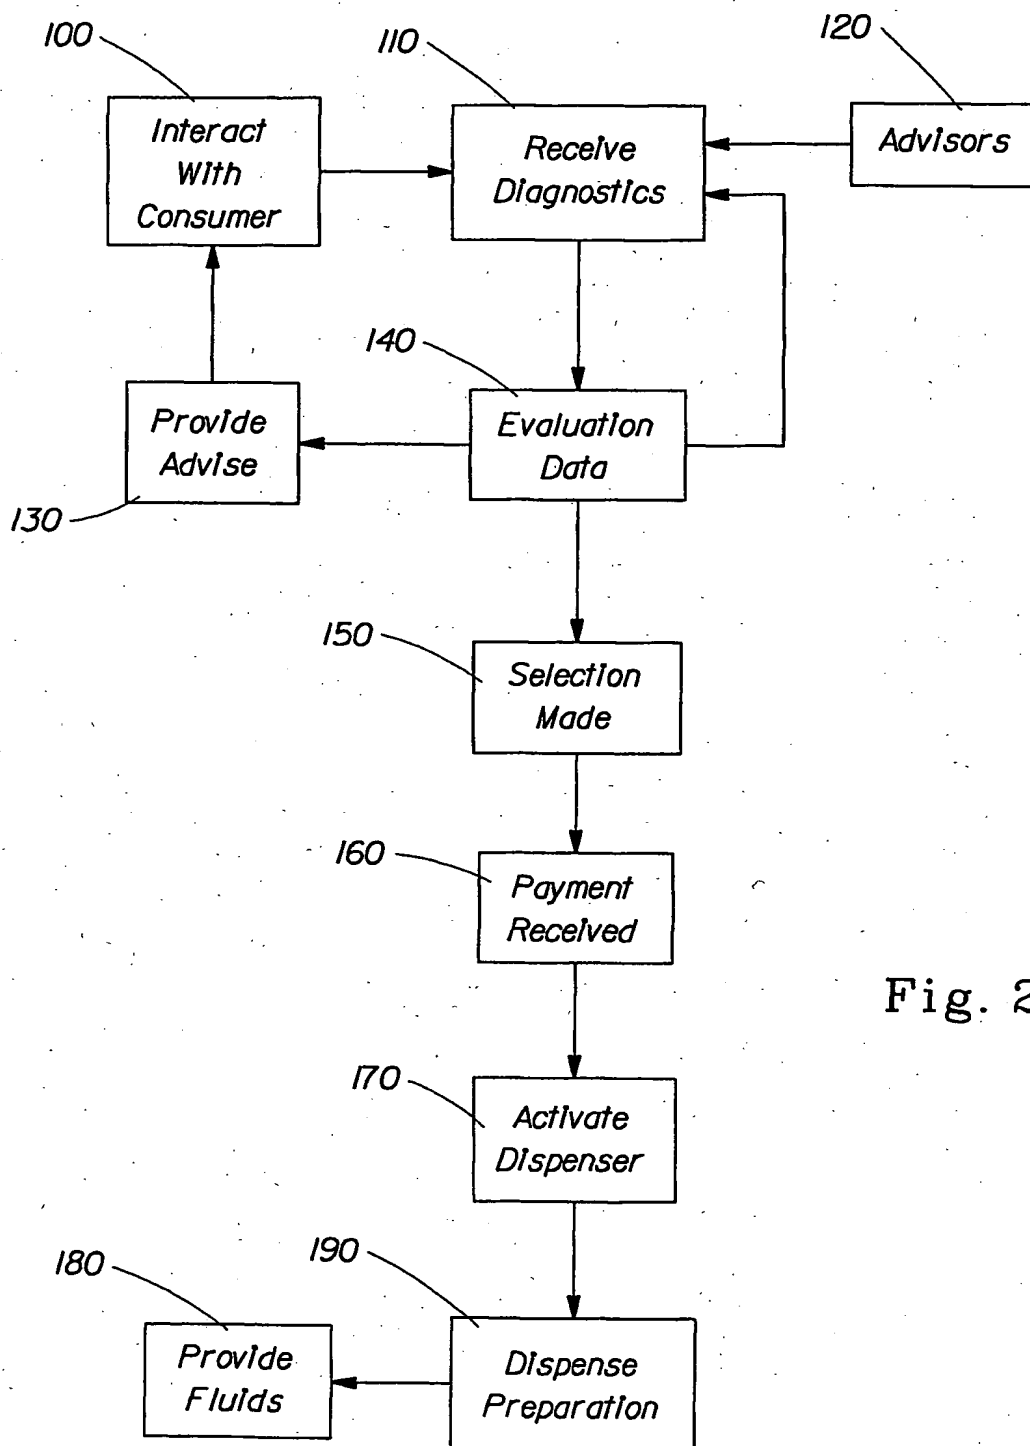 100
110
120
Interact
With
Consumer
Receive
Diagnostics
Advisors
140
Provide
Advise
Evaluation
Data
130
150
Selection
Made
160
Payment
Received
Fig. 2
170
Activate
Dispenser
180
190
Provide
Fluids
Dispense
Preparation